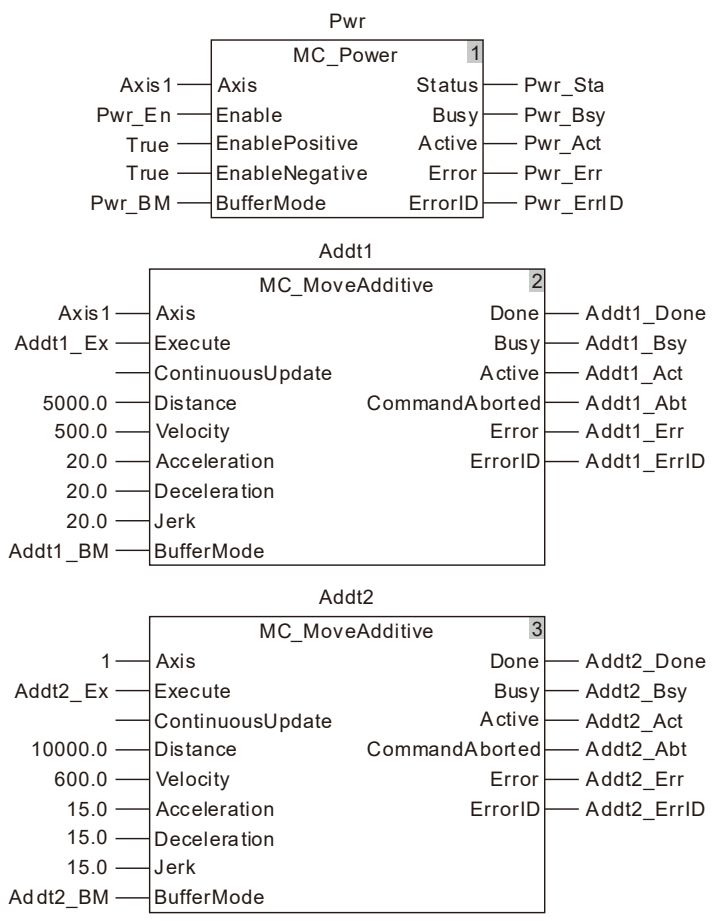 Pwr
MC_Power 1
Axis1 Axis Status Pwr_Sta
Pwr_En Enable Busy Pwr_Bsy
True EnablePositive Active Pwr_Act
True EnableNegative Error Pwr_Err
Pwr_BM BufferMode ErrorID Pwr_ErrID
Addt1
MC_MoveAdditive 2
Axis1 Axis Done Addt1_Done
Addt1_Ex Execute Busy Addt1_Bsy
ContinuousUpdate Active Addt1_Act
5000.0 Distance CommandAborted Addt1_Abt
500.0 Velocity Error Addt1_Err
20.0 Acceleration ErrorID Addt1_ErrID
20.0 Deceleration
20.0 Jerk
Addt1_BM BufferMode
Addt2
MC_MoveAdditive 3
1 Axis Done Addt2_Done
Addt2_Ex Execute Busy Addt2_Bsy
ContinuousUpdate Active Addt2_Act
10000.0 Distance CommandAborted Addt2_Abt
600.0 Velocity Error Addt2_Err
15.0 Acceleration ErrorID Addt2_ErrID
15.0 Deceleration
15.0 Jerk
Addt2_BM BufferMode